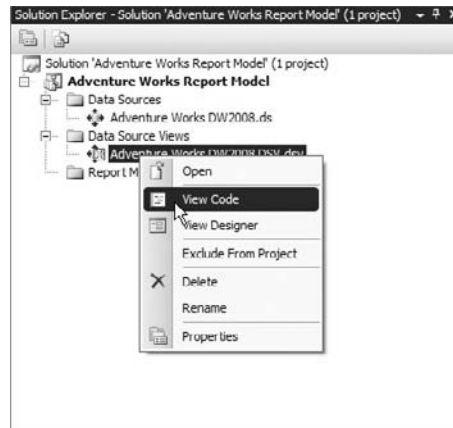 Solution Explorer - Solution 'Adventure Works Report Model' (1 project)
Solution 'Adventure Works Report Model' (1 project)
Adventure Works Report Model
Data Sources
Adventure Works DW2008.ds
Data Source Views
Adventure Works DW2008 DSV.dsv
Report M
Open
View Code
View Designer
Exclude From Project
Delete
Rename
Properties